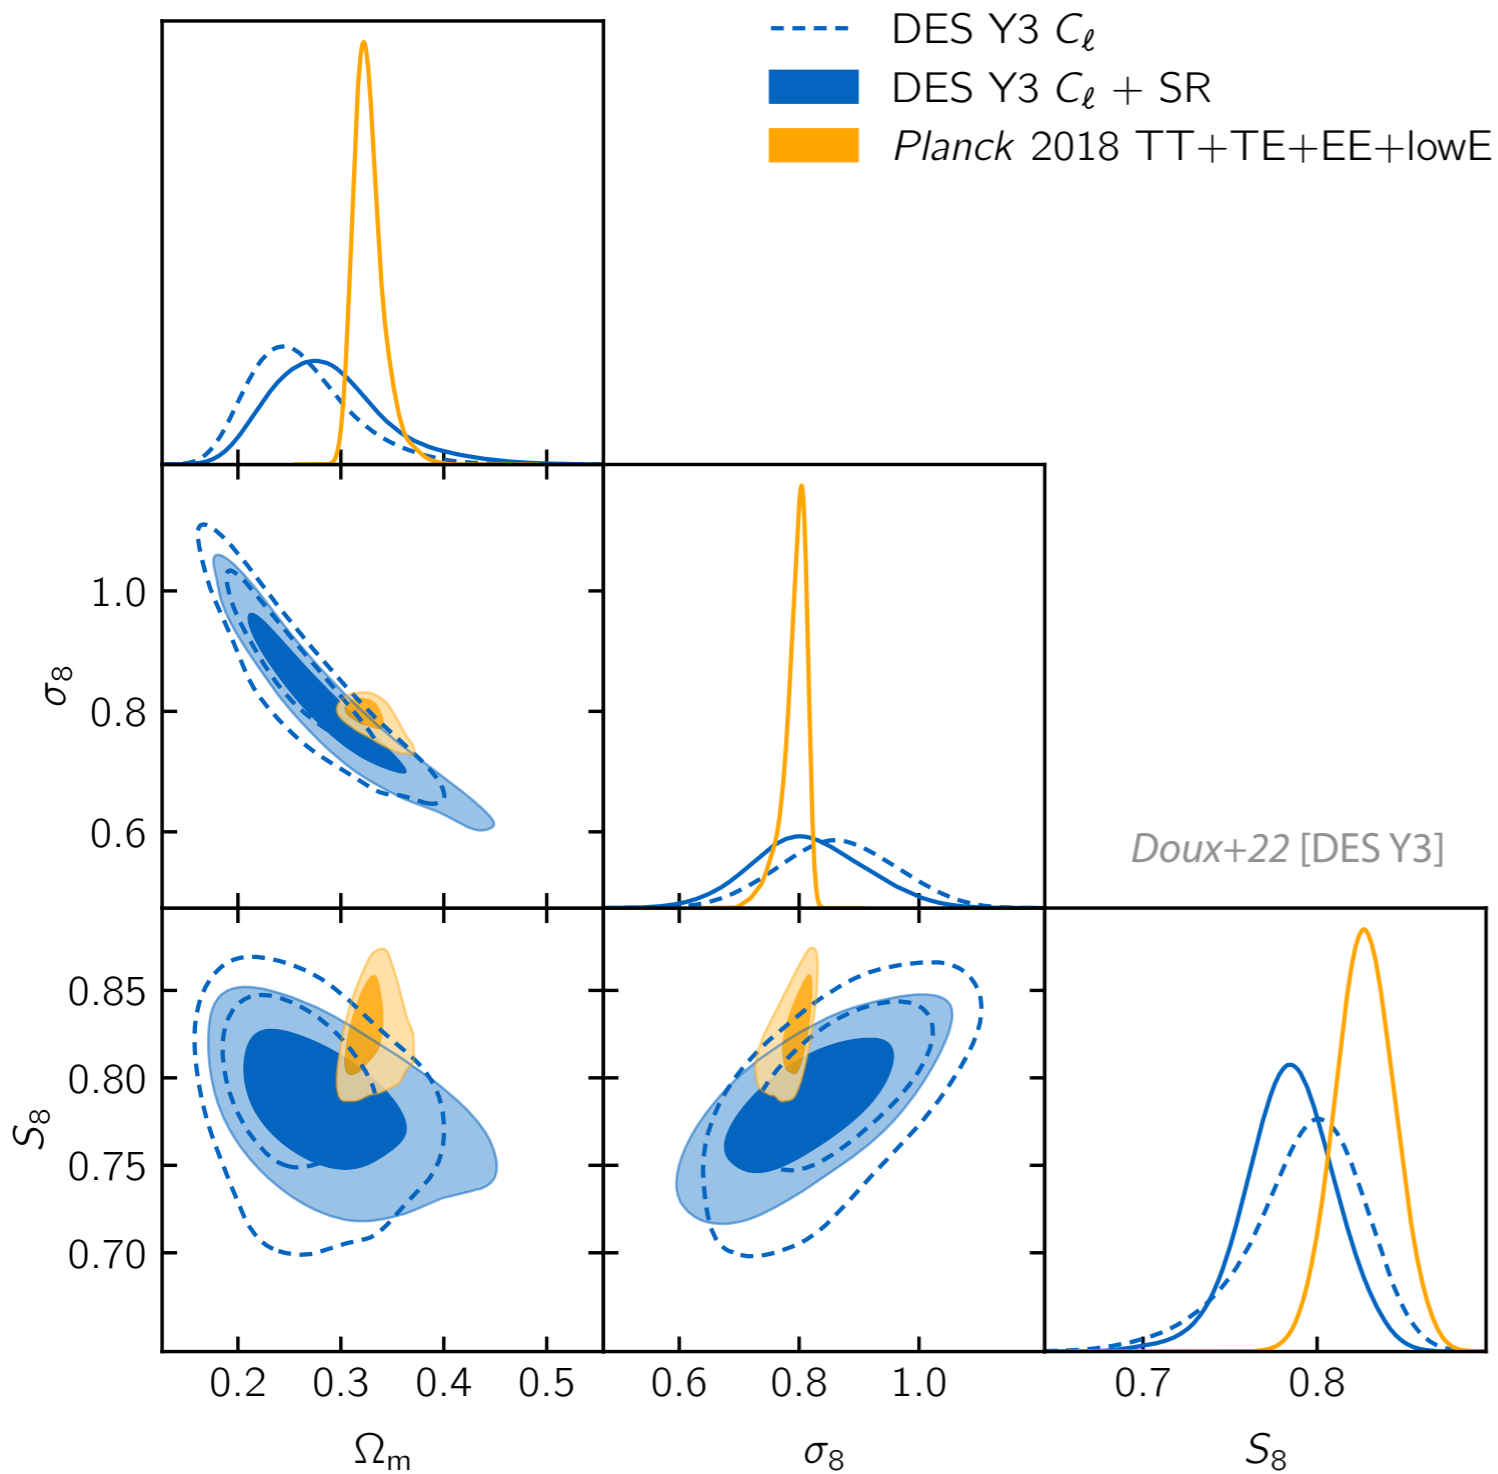 DES Y3 Cℓ
DES Y3 Cℓ + SR
Planck 2018 TT+TE+EE+lowE
1.0
0.8
0.6
σ8
Doux+22 [DES Y3]
0.85
0.80
0.75
0.70
S8
0.2 0.3 0.4 0.5 0.6 0.8 1.0 0.7 0.8
Ωm σ8 S8